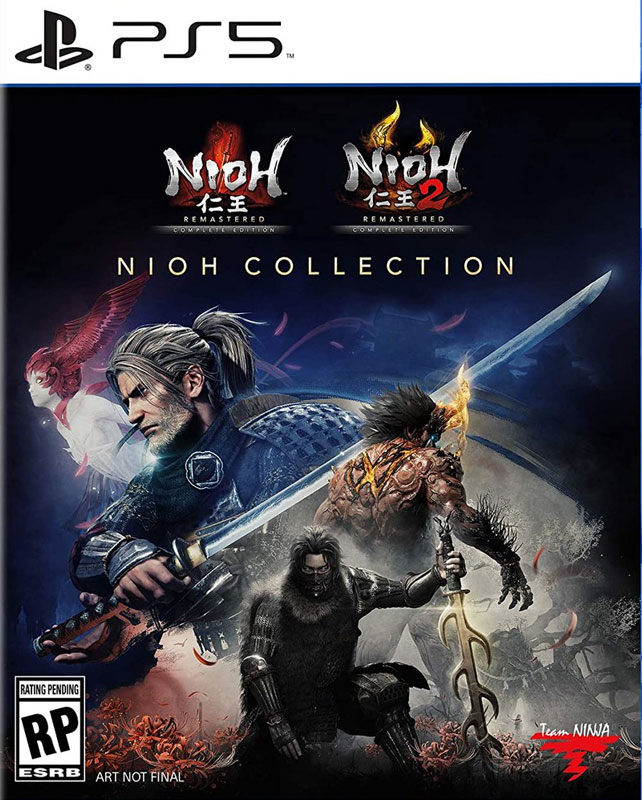 PS5
NIOH
仁王
REMASTERED
COMPLETE EDITION
NIOH 2
仁王
REMASTERED
COMPLETE EDITION
NIOH COLLECTION
RATING PENDING
RP
ESRB
ART NOT FINAL
Team NINJA